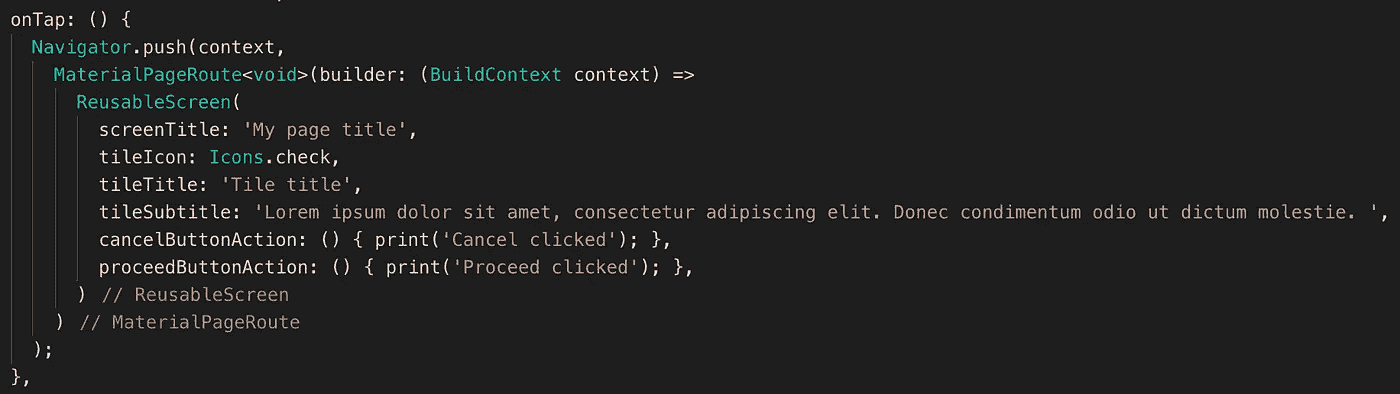 onTap: () {
Navigator.push(context,
MaterialPageRoute<void>(builder: (BuildContext context) =>
ReusableScreen(
screenTitle: 'My page title',
tileIcon: Icons.check,
tileTitle: 'Tile title',
tileSubtitle: 'Lorem ipsum dolor sit amet, consectetur adipiscing elit. Donec condimentum odio ut dictum molestie. ',
cancelButtonAction: () { print('Cancel clicked'); },
proceedButtonAction: () { print('Proceed clicked'); },
) // ReusableScreen
) // MaterialPageRoute
);
},